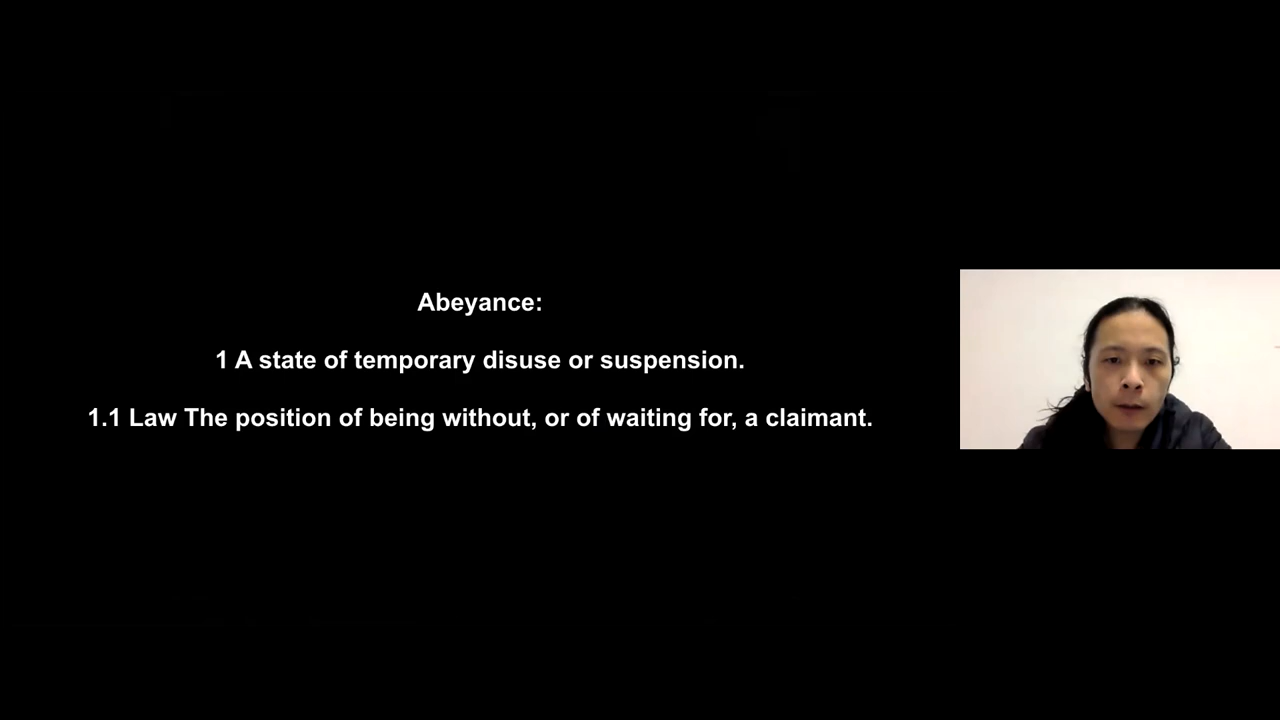 Abeyance:
1 A state of temporary disuse or suspension.
1.1 Law The position of being without, or of waiting for, a claimant.